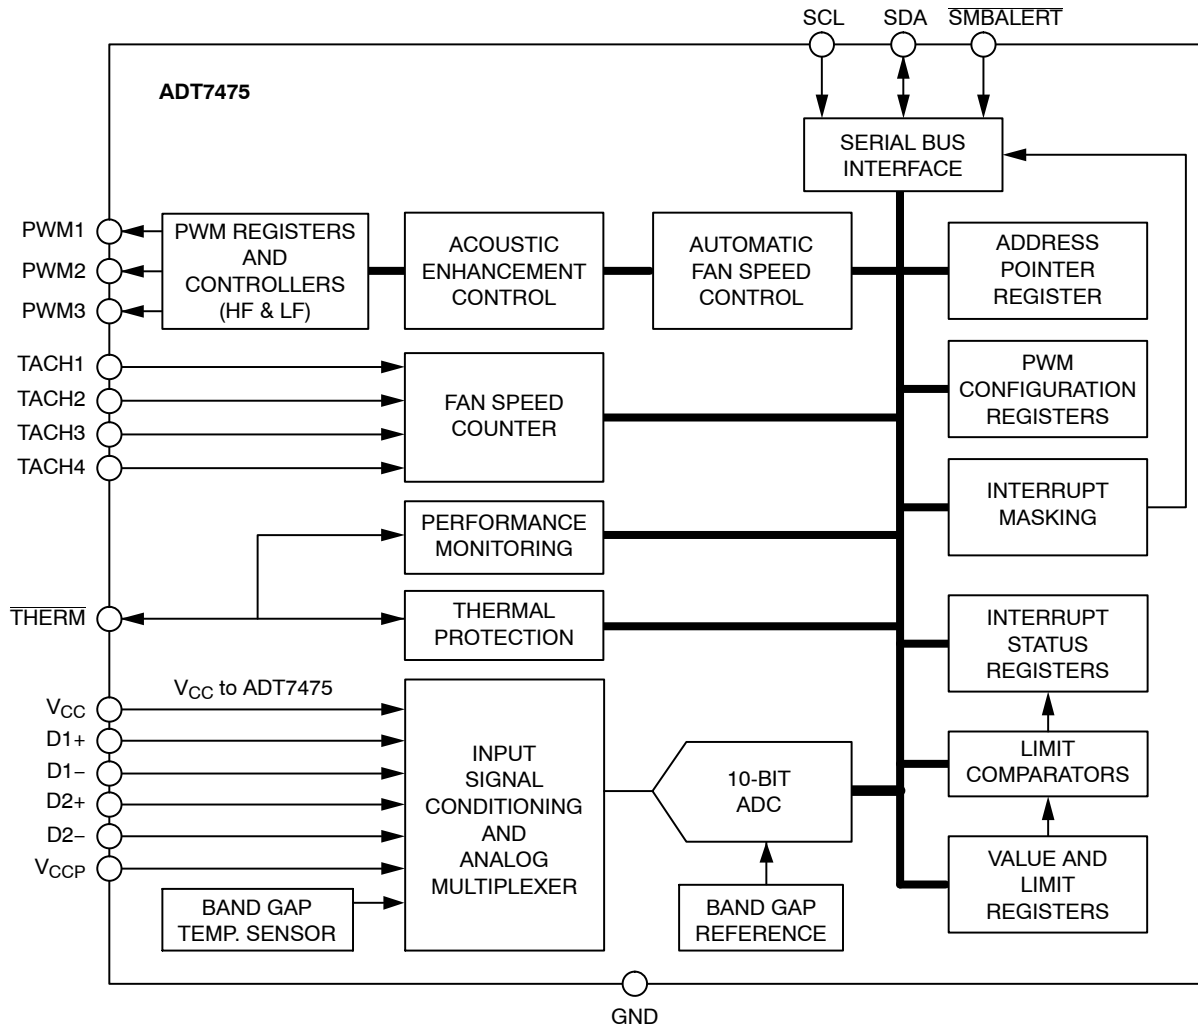 SCL SDA SMBALERT
ADT7475
SERIAL BUS
INTERFACE
PWM1
PWM2
PWM3
PWM REGISTERS
AND
CONTROLLERS
(HF & LF)
ACOUSTIC
ENHANCEMENT
CONTROL
AUTOMATIC
FAN SPEED
CONTROL
ADDRESS
POINTER
REGISTER
TACH1
TACH2
TACH3
TACH4
FAN SPEED
COUNTER
PWM
CONFIGURATION
REGISTERS
PERFORMANCE
MONITORING
INTERRUPT
MASKING
THERM
THERMAL
PROTECTION
INTERRUPT
STATUS
REGISTERS
VCC to ADT7475
VCC
D1+
D1−
D2+
D2−
VCCP
INPUT
SIGNAL
CONDITIONING
AND
ANALOG
MULTIPLEXER
10-BIT
ADC
LIMIT
COMPARATORS
VALUE AND
LIMIT
REGISTERS
BAND GAP
TEMP. SENSOR
BAND GAP
REFERENCE
GND